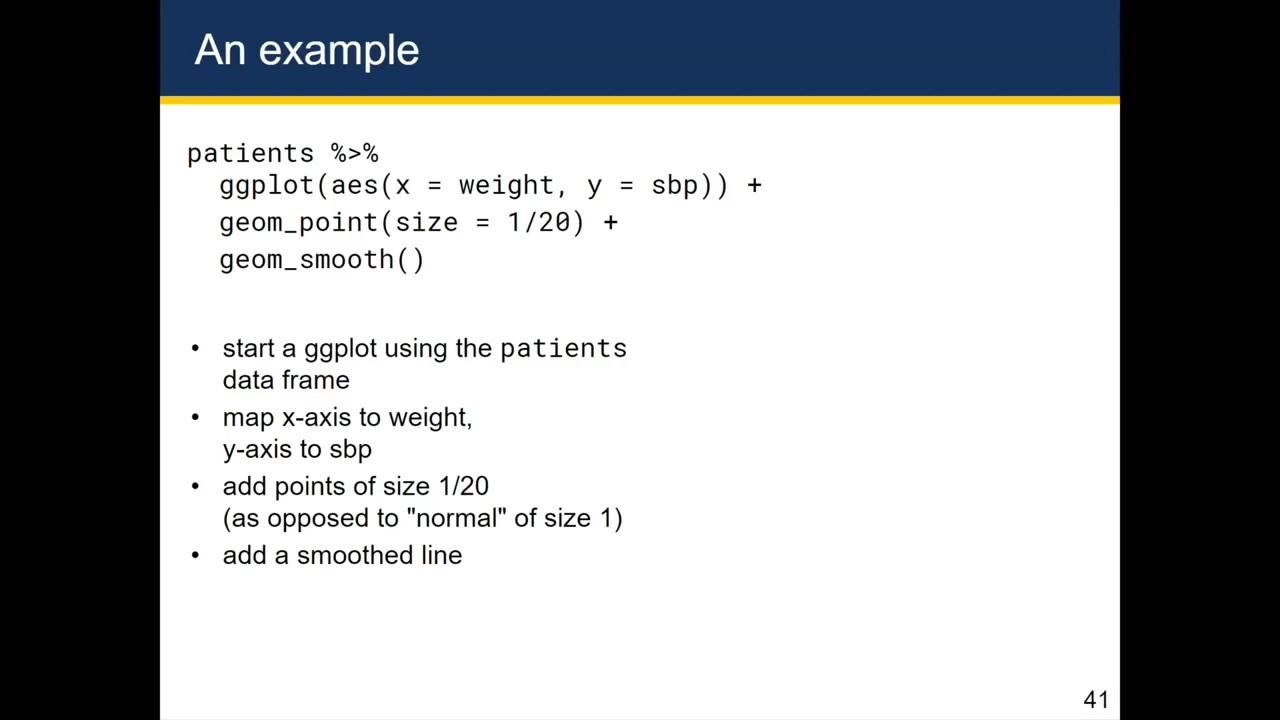 An example
patients %>%
ggplot(aes(x = weight, y = sbp)) +
geom_point(size = 1/20) +
geom_smooth()
• start a ggplot using the patients
data frame
• map x-axis to weight,
y-axis to sbp
• add points of size 1/20
(as opposed to "normal" of size 1)
• add a smoothed line
41